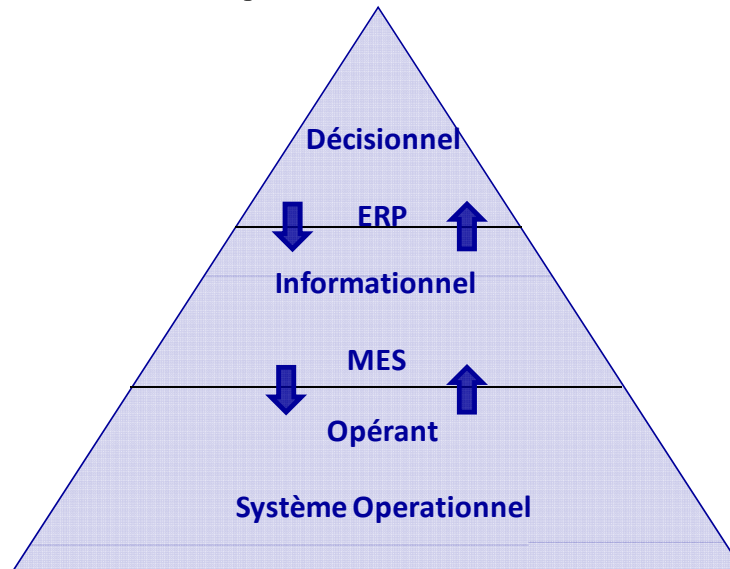 Décisionnel
ERP
Informationnel
MES
Opérant
Système Operationnel